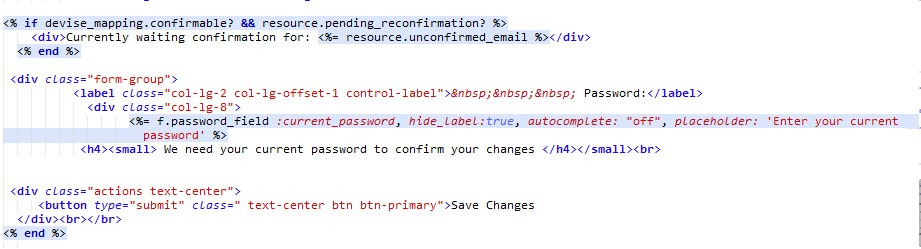 <% if devise_mapping.confirmable? && resource.pending_reconfirmation? %>
<div>Currently waiting confirmation for: <%= resource.unconfirmed_email %></div>
<% end %>
<div class="form-group">
<label class="col-lg-2 col-lg-offset-1 control-label">&nbsp;&nbsp;&nbsp; Password:</label>
<div class="col-lg-8">
<%= f.password_field :current_password, hide_label:true, autocomplete: "off", placeholder: 'Enter your current
password' %>
<h4><small> We need your current password to confirm your changes </h4></small><br>
<div class="actions text-center">
<button type="submit" class=" text-center btn btn-primary">Save Changes
</div><br></br>
<% end %>